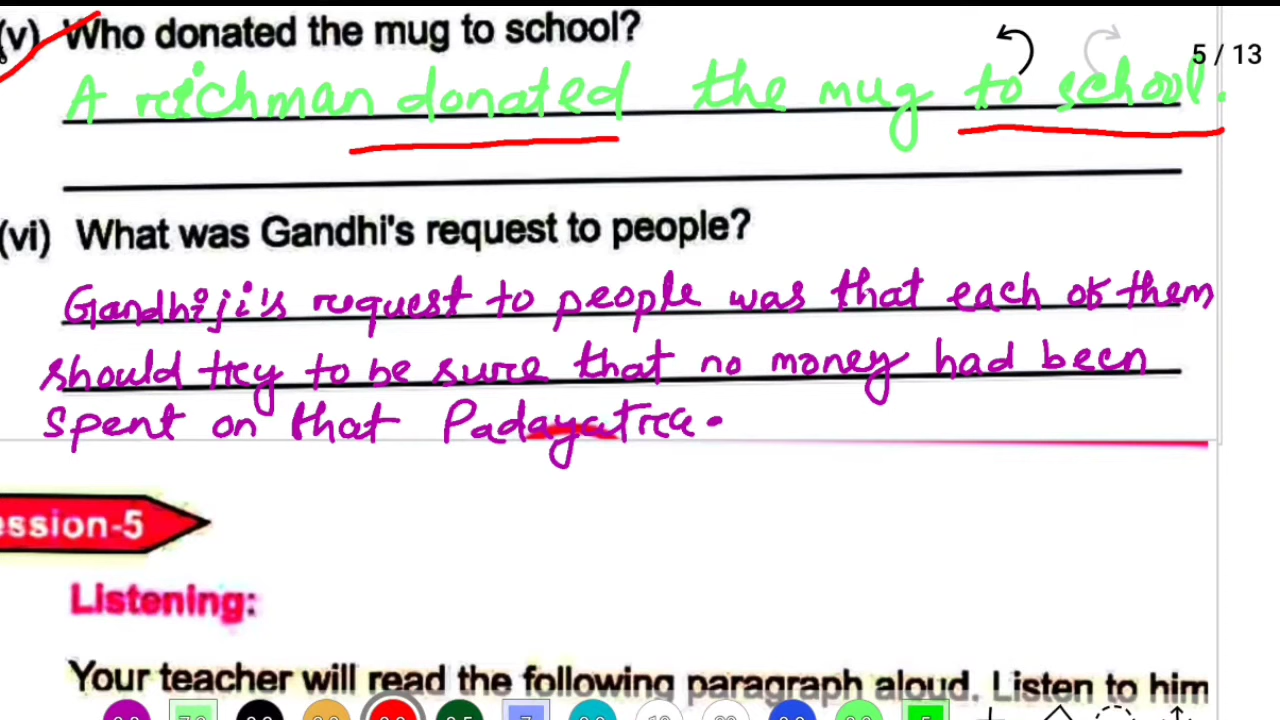 (v) Who donated the mug to school?
5 / 13
A richman donated the mug to school.
(vi) What was Gandhi's request to people?
Gandhiji's request to people was that each of them
should try to be sure that no money had been
spent on that Padayatra.
ession-5
Listening:
Your teacher will read the following paragraph aloud. Listen to him